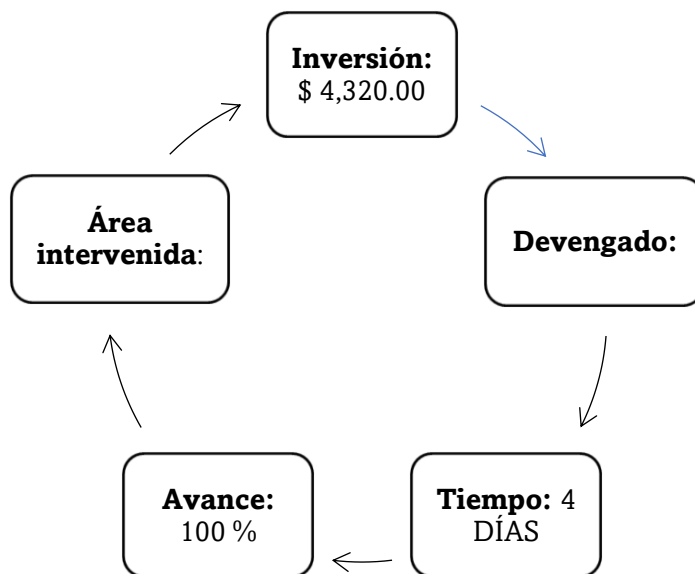 Inversión:
$ 4,320.00
Devengado:
Tiempo: 4
DÍAS
Avance:
100 %
Área
intervenida: